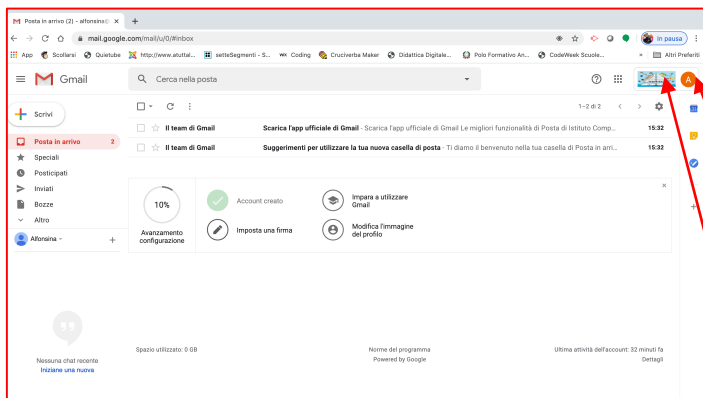 Posta in arrivo (2) - alfonsina
mail.google.com/mail/u/0/#inbox
In pausa
App
Scollarsi
Quietube
http://www.atuttal...
setteSegmenti - S...
Coding
Cruciverba Maker
Didattica Digitale...
Polo Formativo An...
CodeWeek Scuole...
»
Altri Preferiti
Gmail
Cerca nella posta
A
Scrivi
1–2 di 2
Posta in arrivo 2
Il team di Gmail Scarica l'app ufficiale di Gmail - Scarica l'app ufficiale di Gmail Le migliori funzionalità di Posta di Istituto Comp... 15:32
Il team di Gmail Suggerimenti per utilizzare la tua nuova casella di posta - Ti diamo il benvenuto nella tua casella di Posta in arri... 15:32
Speciali
Posticipati
Inviati
Bozze
Altro
Alfonsina
10%
Avanzamento
configurazione
Account creato
Imposta una firma
Impara a utilizzare
Gmail
Modifica l'immagine
del profilo
Nessuna chat recente
Iniziane una nuova
Spazio utilizzato: 0 GB
Norme del programma
Powered by Google
Ultima attività dell'account: 32 minuti fa
Dettagli